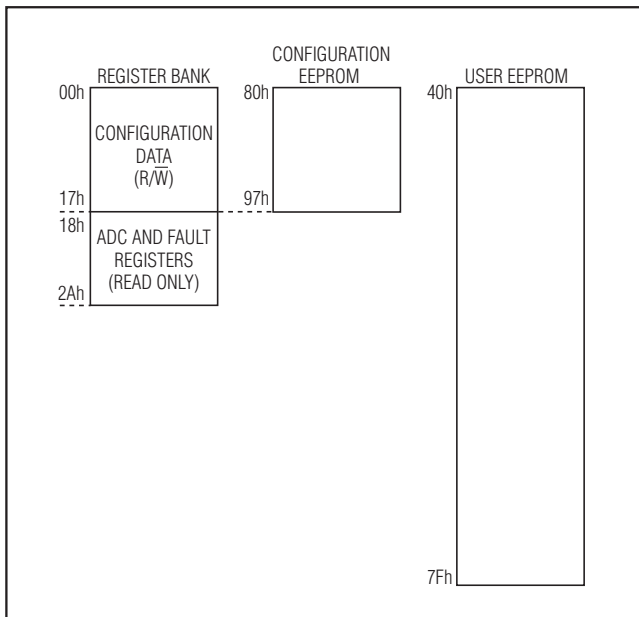 REGISTER BANK
00h
CONFIGURATION
DATA
(R/W̅)
17h
18h
ADC AND FAULT
REGISTERS
(READ ONLY)
2Ah
CONFIGURATION
EEPROM
80h
97h
USER EEPROM
40h
7Fh